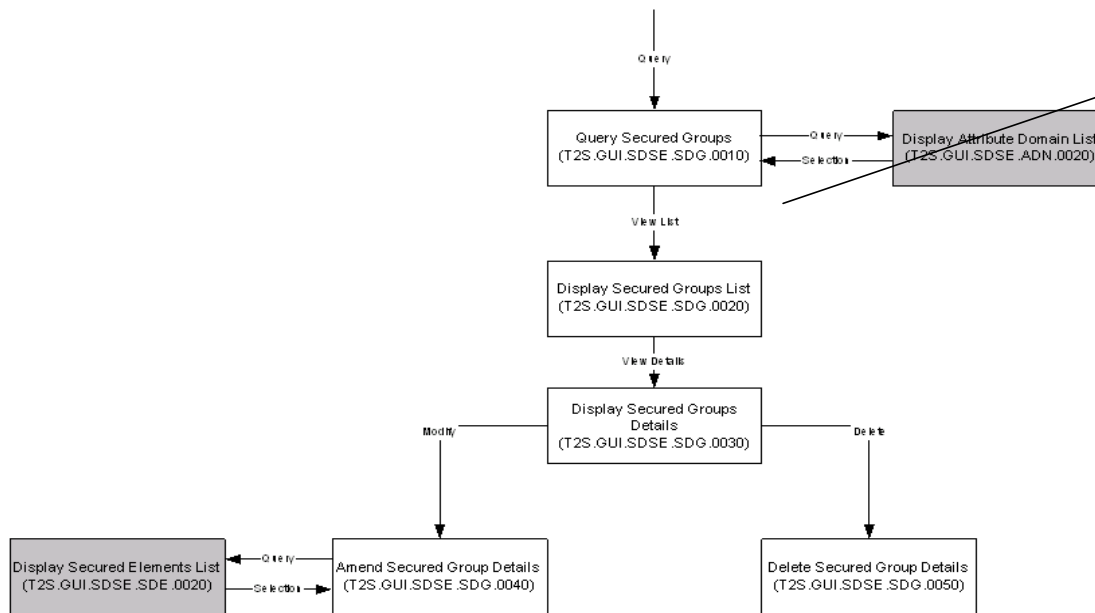 Query
Query Secured Groups
(T2S.GUI.SDSE.SDG.0010)
Query
Selection
Display Attribute Domain List
(T2S.GUI.SDSE.ADN.0020)
View List
Display Secured Groups List
(T2S.GUI.SDSE.SDG.0020)
View Details
Display Secured Groups
Details
(T2S.GUI.SDSE.SDG.0030)
Modify
Delete
Display Secured Elements List
(T2S.GUI.SDSE.SDE.0020)
Query
Selection
Amend Secured Group Details
(T2S.GUI.SDSE.SDG.0040)
Delete Secured Group Details
(T2S.GUI.SDSE.SDG.0050)